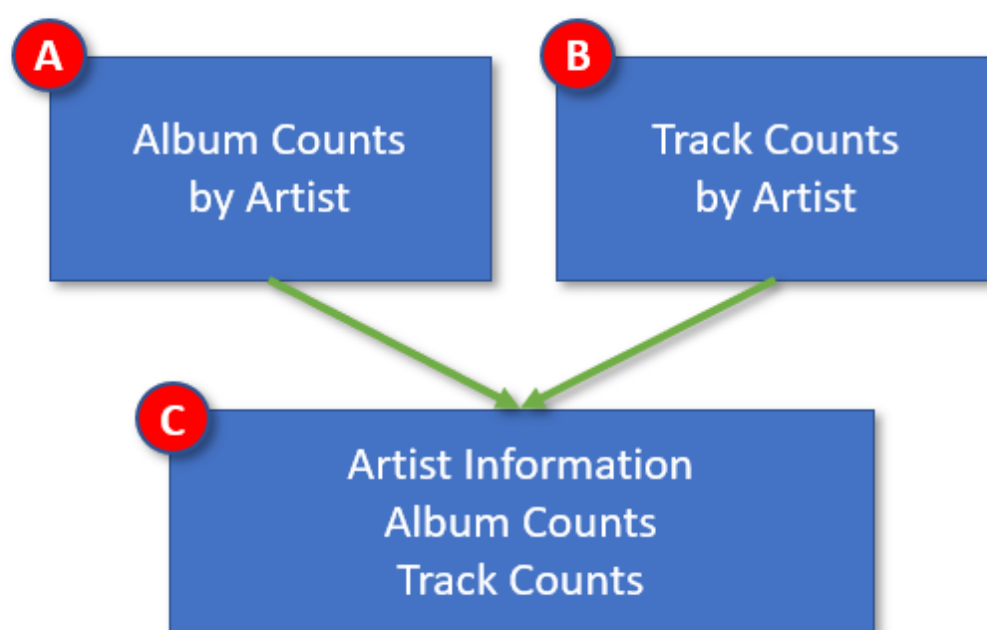 A
Album Counts
by Artist
B
Track Counts
by Artist
C
Artist Information
Album Counts
Track Counts